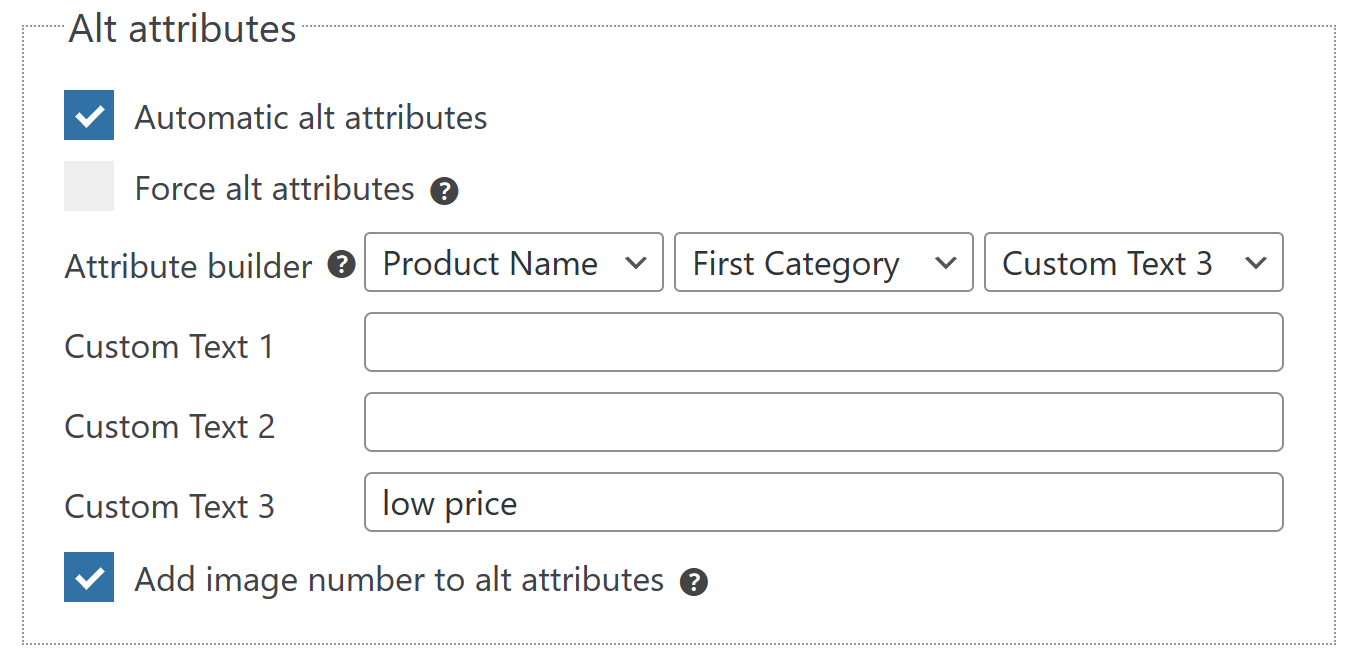 Alt attributes
Automatic alt attributes
Force alt attributes ?
Attribute builder ? Product Name First Category Custom Text 3
Custom Text 1
Custom Text 2
Custom Text 3 low price
Add image number to alt attributes ?